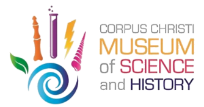 CORPUS CHRISTI
MUSEUM
of SCIENCE
and HISTORY